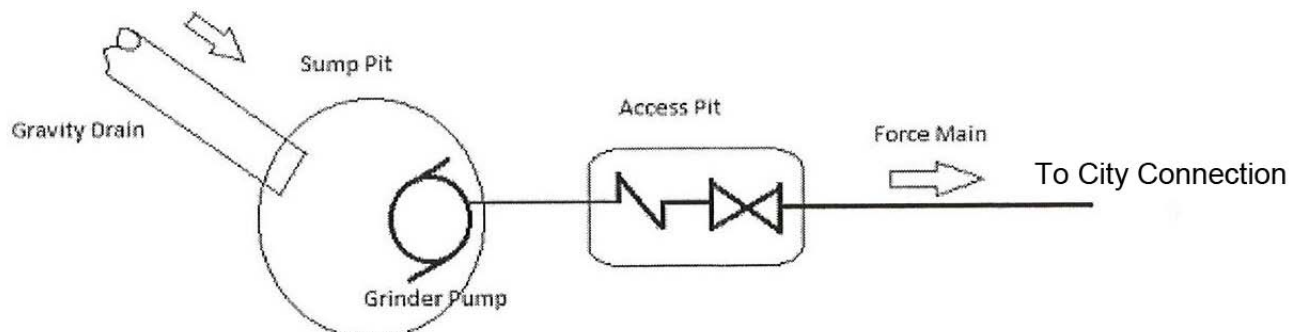 Sump Pit
Gravity Drain
Access Pit
Force Main
To City Connection
Grinder Pump